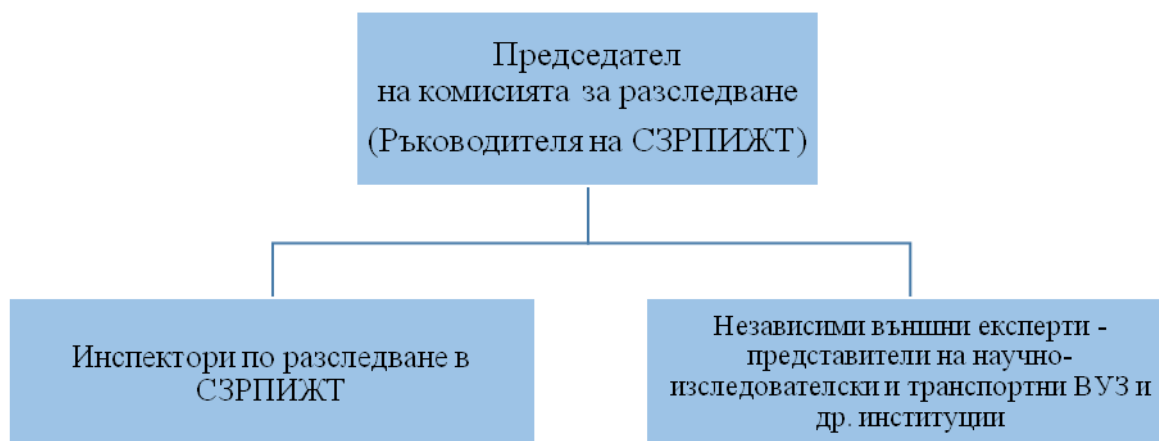 Председател
на комисията за разследване
(Ръководителя на СЗРПИЖТ)
Инспектори по разследване в
СЗРПИЖТ
Независими външни експерти -
представители на научно-
изследователски и транспортни ВУЗ и
др. институции